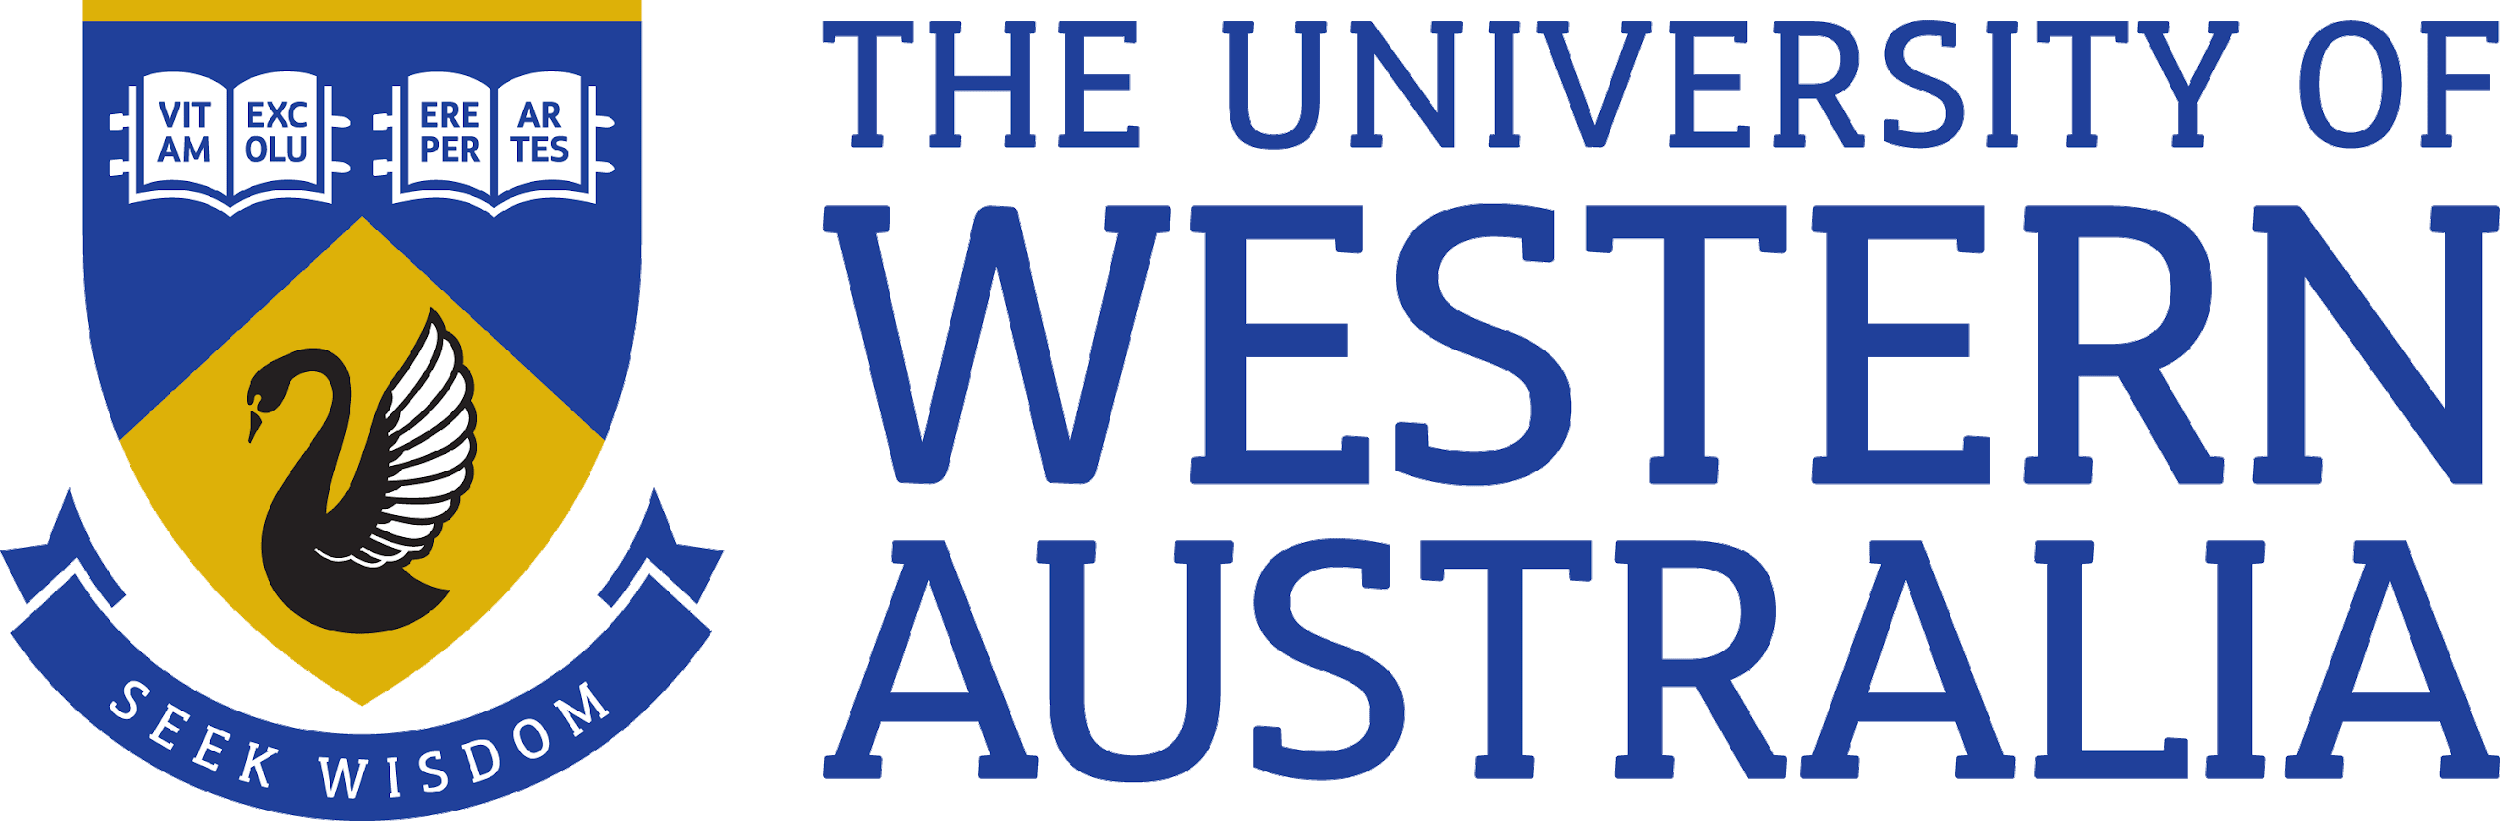 VIT EXC ERE AR
AM OLU PER TES
SEEK WISDOM
THE UNIVERSITY OF
WESTERN
AUSTRALIA